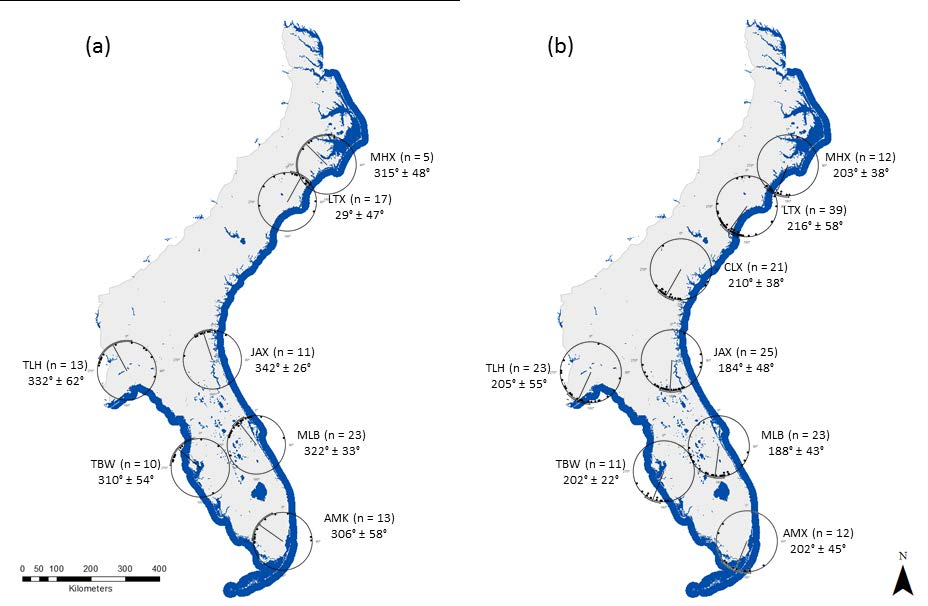 (a)
MHX (n = 5)
315° ± 48°
LTX (n = 17)
29° ± 47°
JAX (n = 11)
342° ± 26°
TLH (n = 13)
332° ± 62°
MLB (n = 23)
322° ± 33°
TBW (n = 10)
310° ± 54°
AMK (n = 13)
306° ± 58°
0 50 100 200 300 400
Kilometers
(b)
MHX (n = 12)
203° ± 38°
LTX (n = 39)
216° ± 58°
CLX (n = 21)
210° ± 38°
JAX (n = 25)
184° ± 48°
TLH (n = 23)
205° ± 55°
MLB (n = 23)
188° ± 43°
TBW (n = 11)
202° ± 22°
AMX (n = 12)
202° ± 45°
N